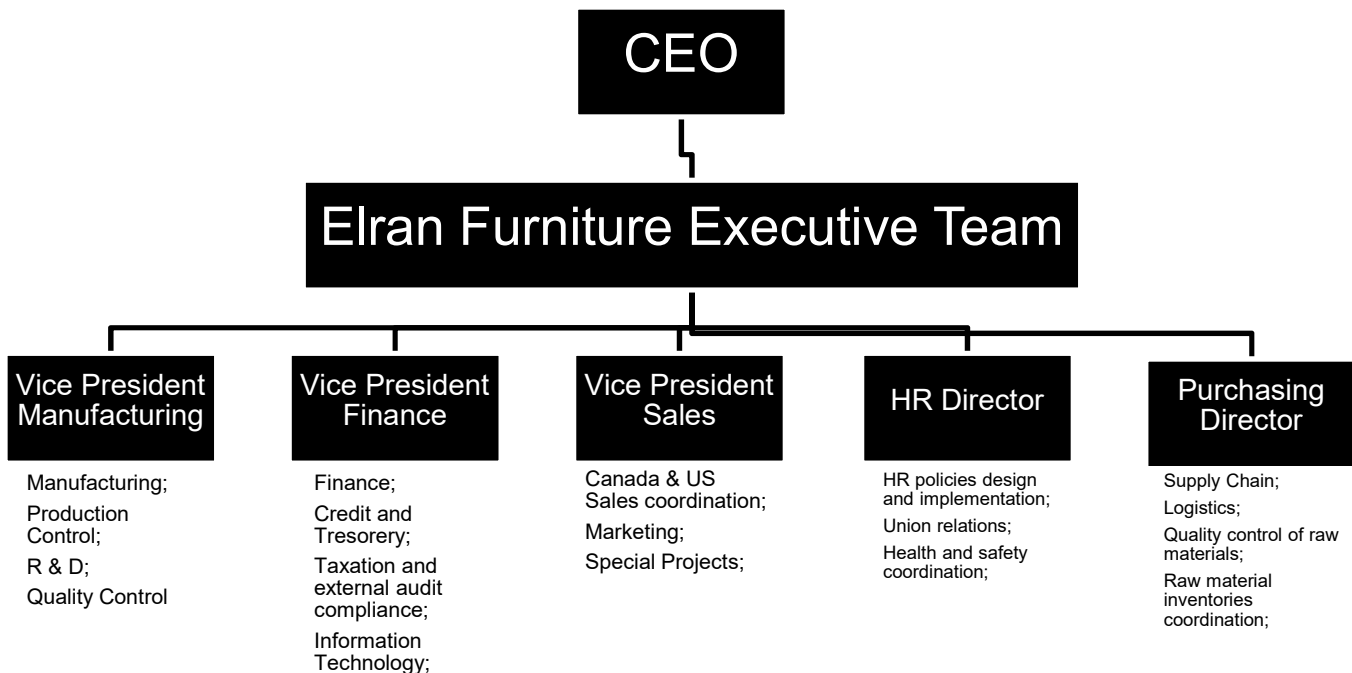 CEO
Elran Furniture Executive Team
Vice President
Manufacturing
Manufacturing;
Production
Control;
R & D;
Quality Control
Vice President
Finance
Finance;
Credit and
Tresorery;
Taxation and
external audit
compliance;
Information
Technology;
Vice President
Sales
Canada & US
Sales coordination;
Marketing;
Special Projects;
HR Director
HR policies design
and implementation;
Union relations;
Health and safety
coordination;
Purchasing
Director
Supply Chain;
Logistics;
Quality control of raw
materials;
Raw material
inventories
coordination;